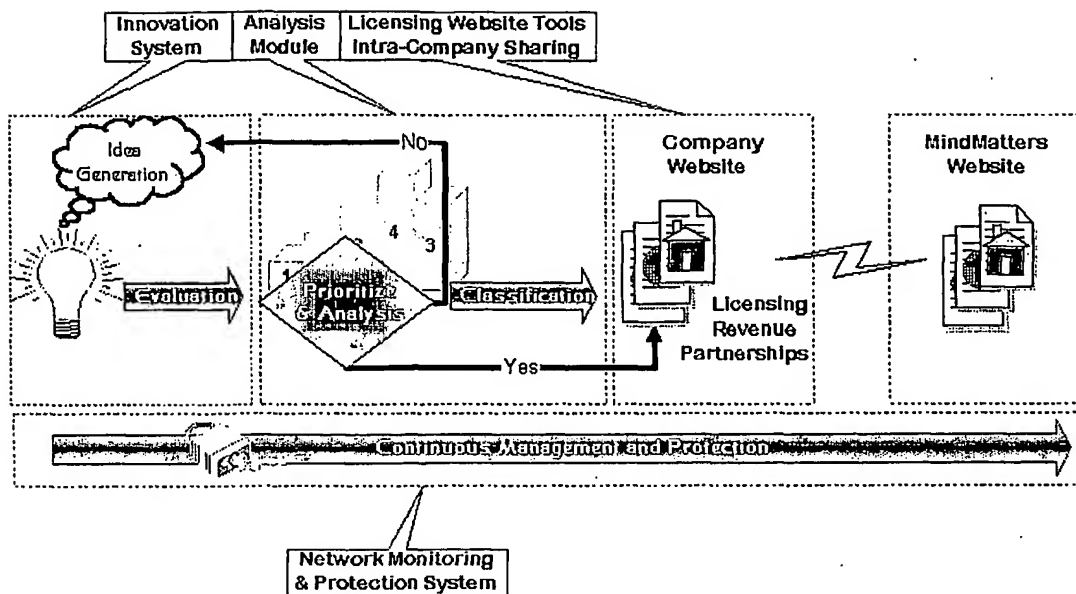 Innovation
System
Analysis
Module
Licensing Website Tools
Intra-Company Sharing
Idea
Generation
No
4
3
1
Evaluation
Prioritize
& Analysis
Classification
Yes
Company
Website
Licensing
Revenue
Partnerships
MindMatters
Website
Continuous Management and Protection
Network Monitoring
& Protection System